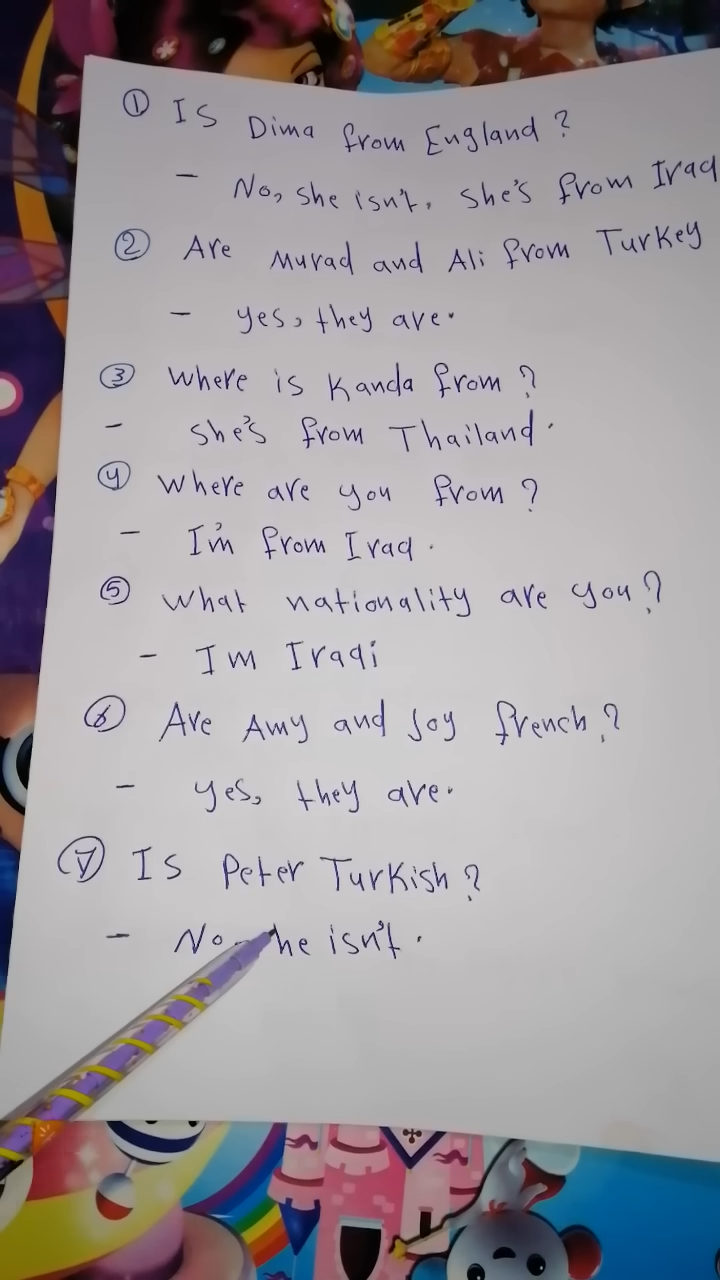 ① Is Dima from England?
- No, she isn't. She's from Iraq
② Are Murad and Ali from Turkey
- yes, they are.
③ Where is Kanda from?
- She's from Thailand.
④ Where are you from?
- I'm from Iraq.
⑤ What nationality are you?
- Im Iraqi
⑥ Are Amy and Joy french?
- yes, they are.
⑦ Is Peter Turkish?
- No he isn't.